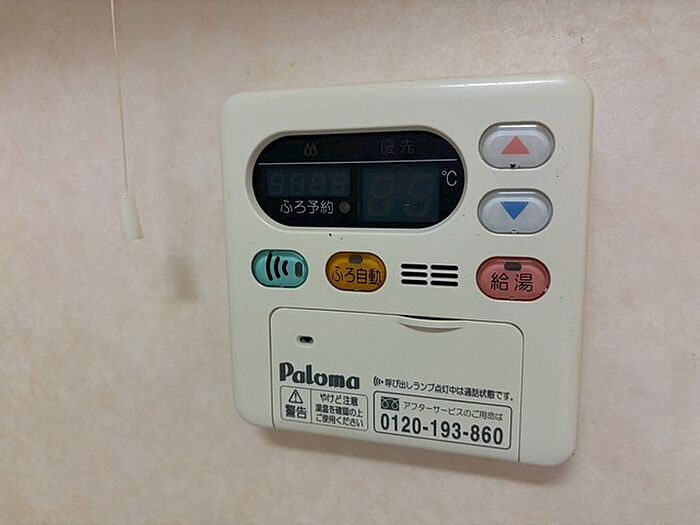 優先
℃
ふろ予約
ふろ自動
給湯
Paloma
呼び出しランプ点灯中は通話状態です。
警告
やけど注意
湯温を確認の上
ご使用ください
アフターサービスのご用命は
0120-193-860